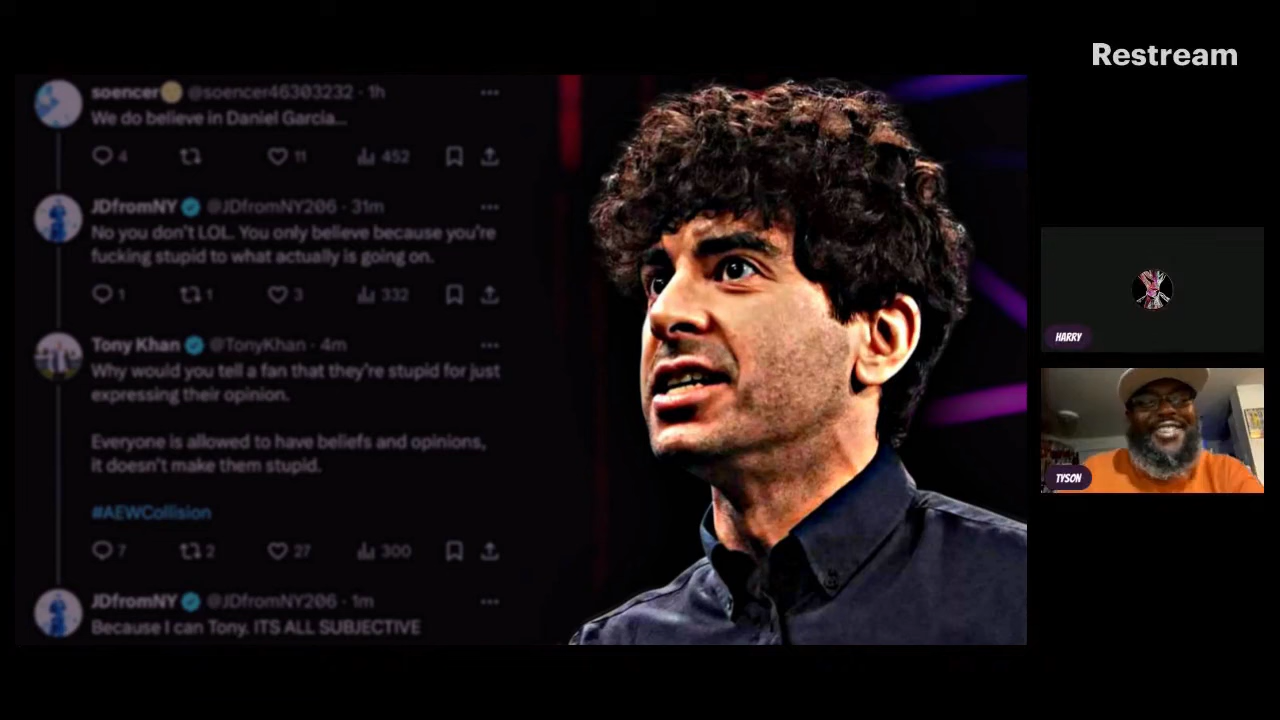 Restream
soencer @soencer46303232 · 1h
We do believe in Daniel Garcia...
4 11 452
JDfromNY @JDfromNY206 · 31m
No you don't LOL. You only believe because you're
fucking stupid to what actually is going on.
1 1 3 332
Tony Khan @TonyKhan · 4m
Why would you tell a fan that they're stupid for just
expressing their opinion.
Everyone is allowed to have beliefs and opinions,
it doesn't make them stupid.
#AEWCollision
7 2 27 300
JDfromNY @JDfromNY206 · 1m
Because I can Tony. ITS ALL SUBJECTIVE
HARRY
TYSON